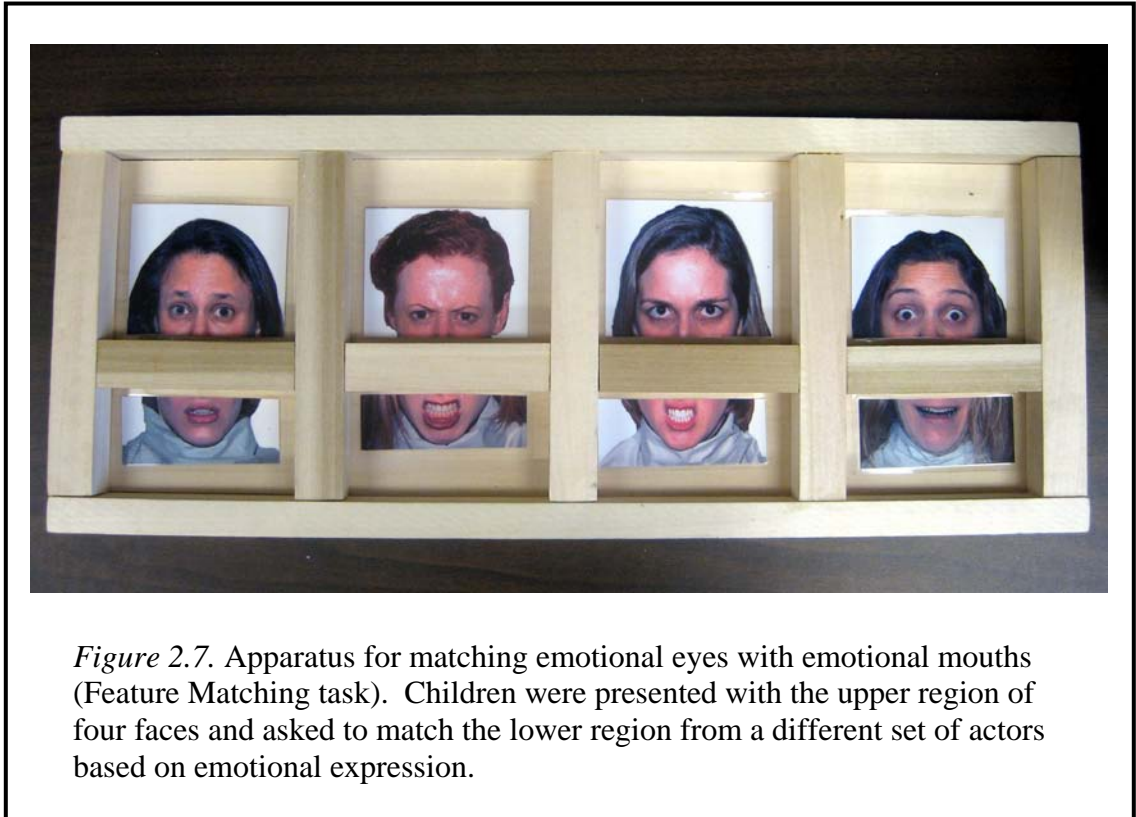 Figure 2.7. Apparatus for matching emotional eyes with emotional mouths
(Feature Matching task).  Children were presented with the upper region of
four faces and asked to match the lower region from a different set of actors
based on emotional expression.